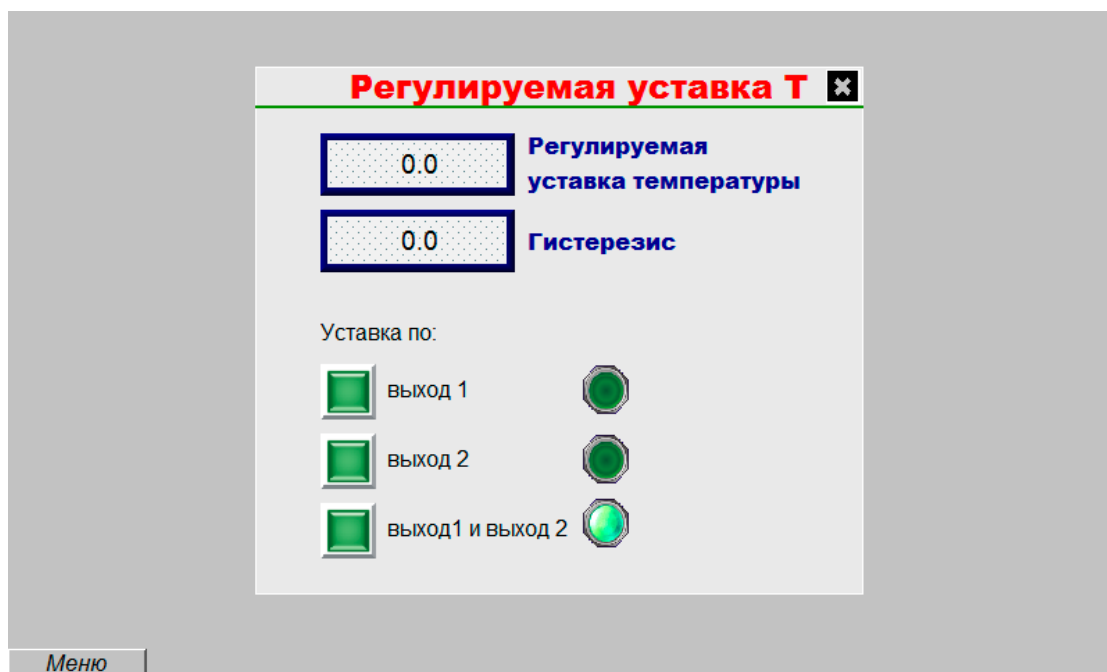 Регулируемая уставка Т
0.0
Регулируемая
уставка температуры
0.0
Гистерезис
Уставка по:
выход 1
выход 2
выход1 и выход 2
Меню